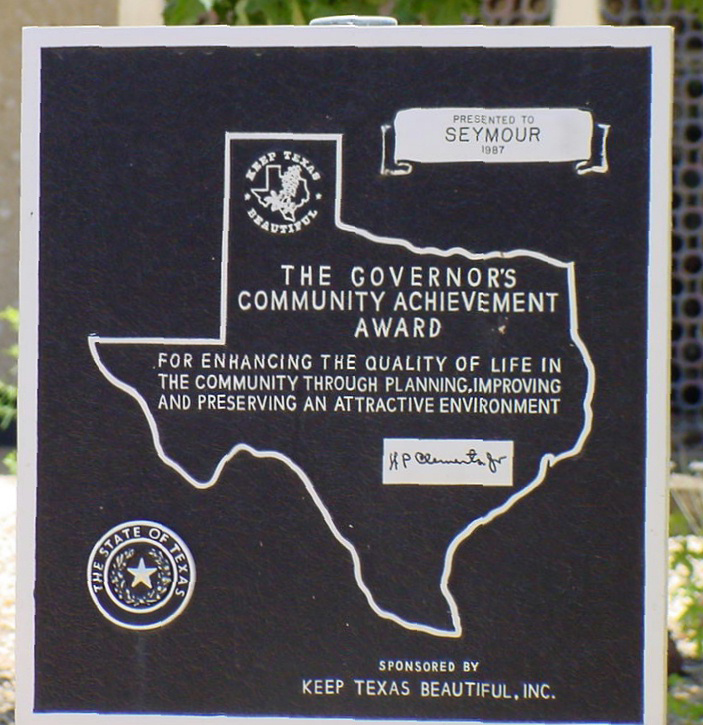 PRESENTED TO
SEYMOUR
1987
KEEP TEXAS
BEAUTIFUL
THE GOVERNOR'S
COMMUNITY ACHIEVEMENT
AWARD
FOR ENHANCING THE QUALITY OF LIFE IN
THE COMMUNITY THROUGH PLANNING,IMPROVING
AND PRESERVING AN ATTRACTIVE ENVIRONMENT
W P Clements Jr
THE STATE OF TEXAS
SPONSORED BY
KEEP TEXAS BEAUTIFUL, INC.